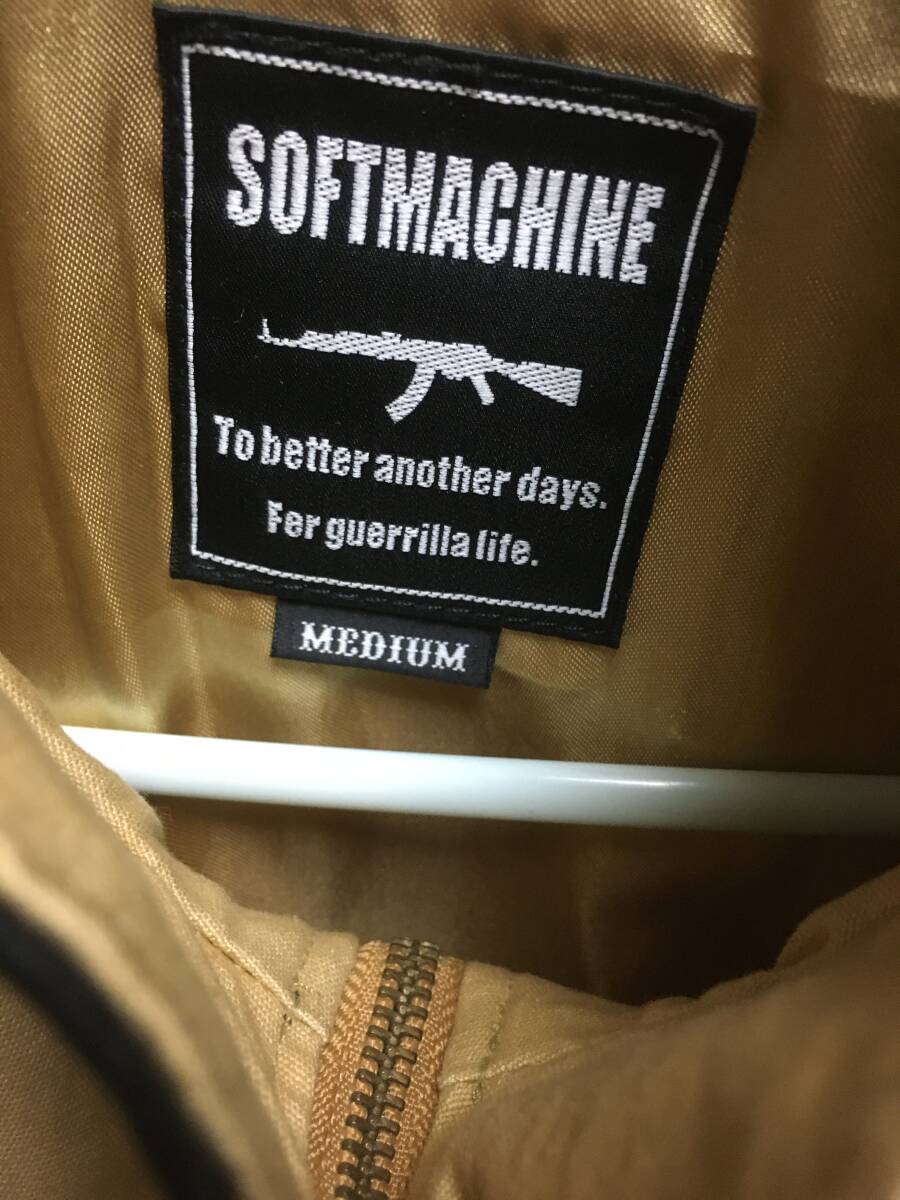 SOFTMACHINE
To better another days.
Fer guerrilla life.
MEDIUM